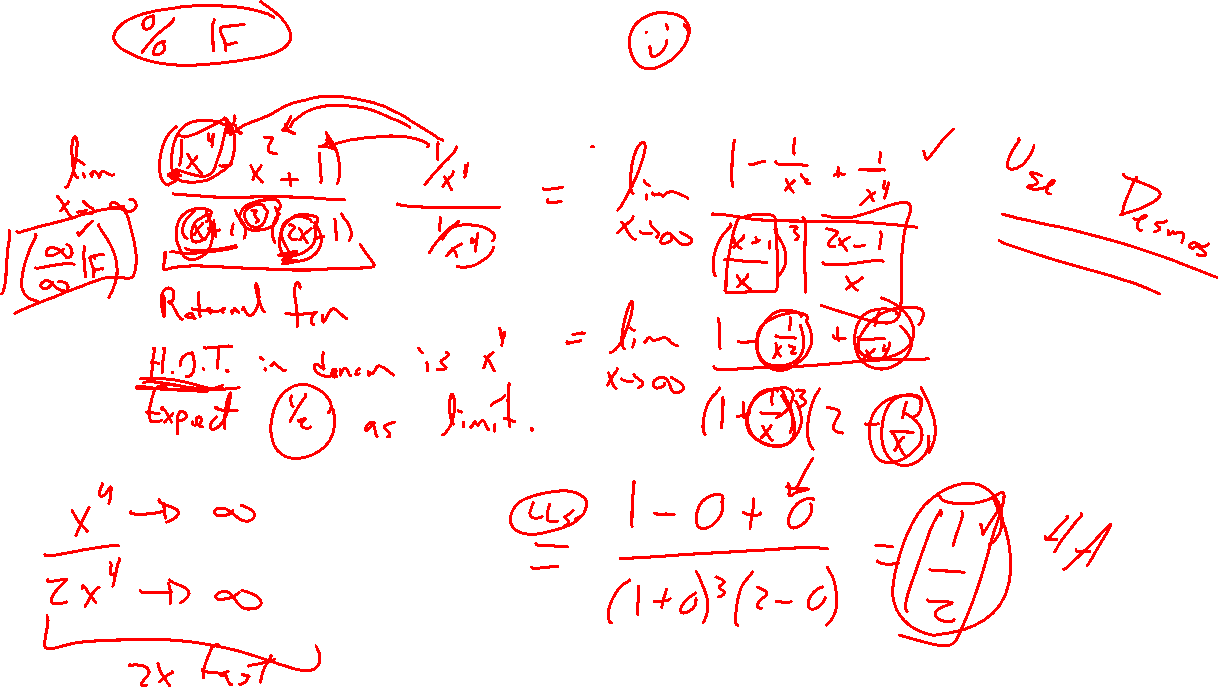 % IF
lim x→∞ (x⁴ x² + 1) / ((x+1)³ (2x-1)) · (1/x⁴) / (1/x⁴) = lim x→∞ (1 - 1/x² + 1/x⁴) / (((x+1)/x)³ (2x-1)/x) ✓
Use Desmos
(∞/∞ IF)
Rational fcn
H.O.T. in denom is x⁴
Expect 1/2 as limit.
= lim x→∞ (1 - 1/x² + 1/x⁴) / ((1 + 1/x)³ (2 - 1/x))
x⁴ → ∞
2x⁴ → ∞
2x fast
LLs = (1 - 0 + 0) / ((1+0)³ (2-0)) = 1/2 HA